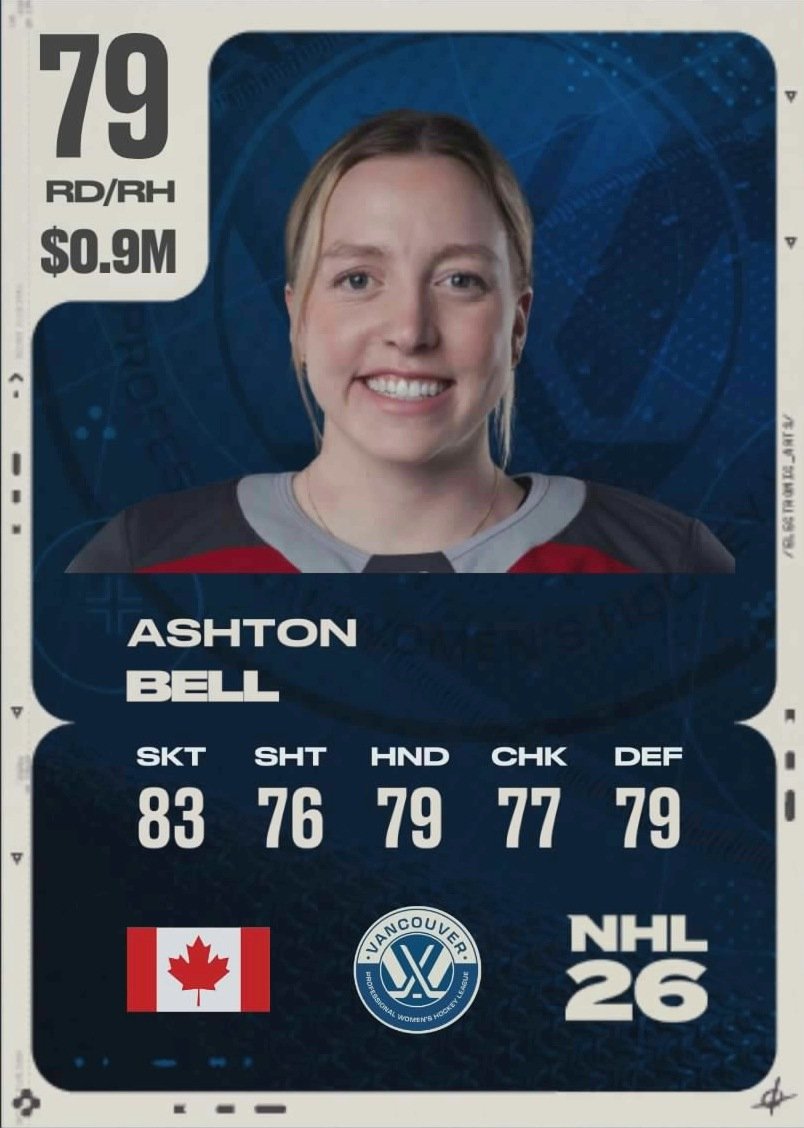 79
RD/RH
$0.9M
ASHTON
BELL
SKT SHT HND CHK DEF
83 76 79 77 79
VANCOUVER
PROFESSIONAL WOMEN'S HOCKEY LEAGUE
NHL
26